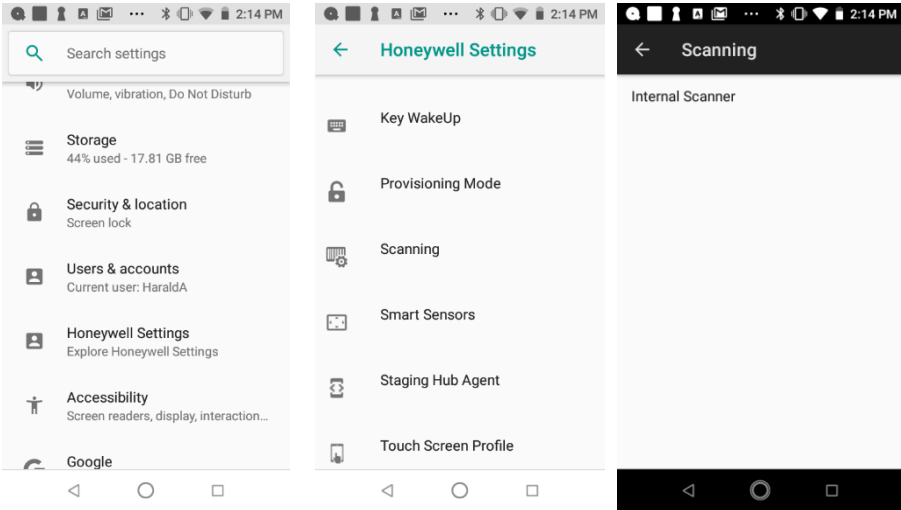 2:14 PM
Search settings
Volume, vibration, Do Not Disturb
Storage
44% used - 17.81 GB free
Security & location
Screen lock
Users & accounts
Current user: HaraldA
Honeywell Settings
Explore Honeywell Settings
Accessibility
Screen readers, display, interaction...
Google
2:14 PM
Honeywell Settings
Key WakeUp
Provisioning Mode
Scanning
Smart Sensors
Staging Hub Agent
Touch Screen Profile
2:14 PM
Scanning
Internal Scanner